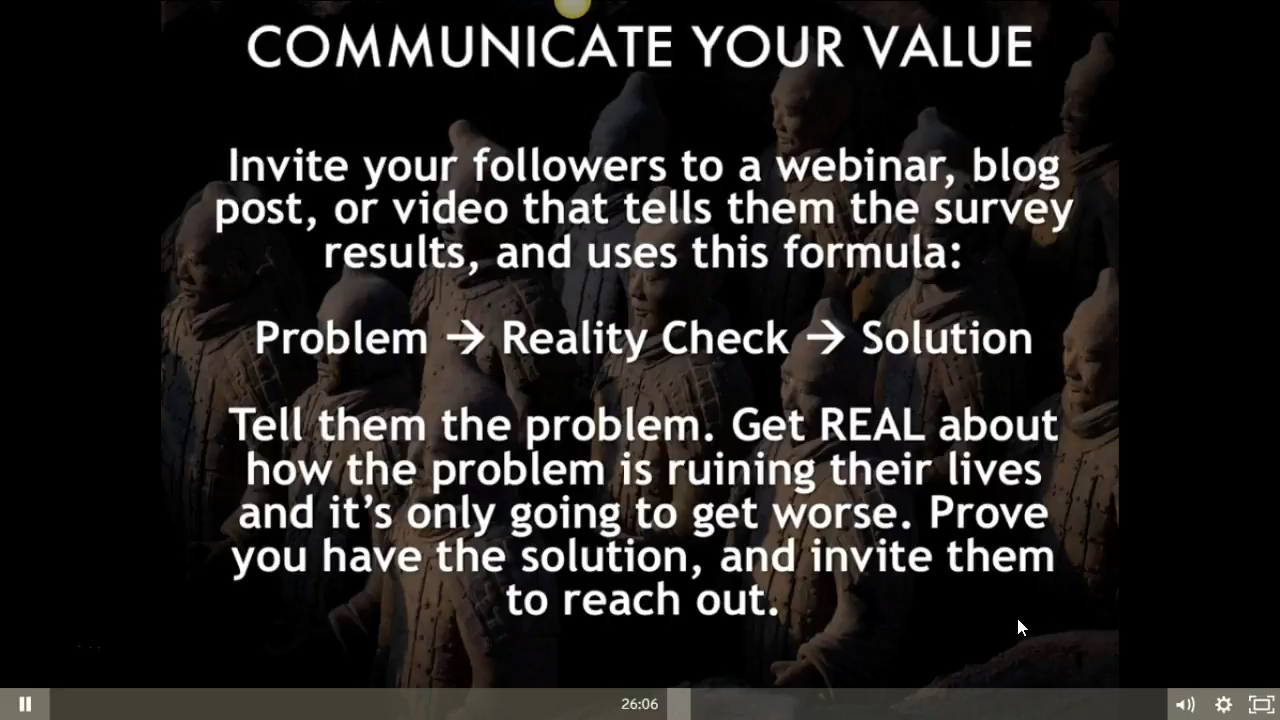 COMMUNICATE YOUR VALUE
Invite your followers to a webinar, blog
post, or video that tells them the survey
results, and uses this formula:
Problem → Reality Check → Solution
Tell them the problem. Get REAL about
how the problem is ruining their lives
and it’s only going to get worse. Prove
you have the solution, and invite them
to reach out.
26:06